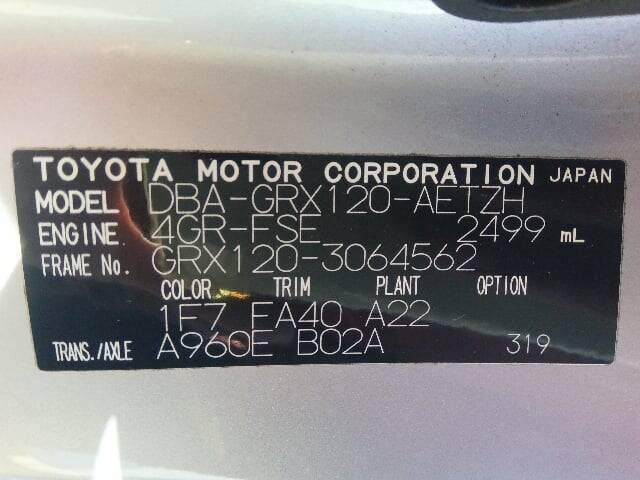 TOYOTA MOTOR CORPORATION JAPAN
MODEL DBA-GRX120-AETZH
ENGINE 4GR-FSE 2499 mL
FRAME No. GRX120-3064562
COLOR TRIM PLANT OPTION
1F7 FA40 A22
TRANS./AXLE A960E B02A 319